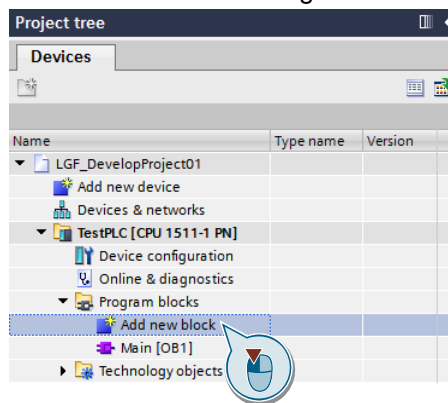 Project tree
Devices
Name Type name Version
LGF_DevelopProject01
Add new device
Devices & networks
TestPLC [CPU 1511-1 PN]
Device configuration
Online & diagnostics
Program blocks
Add new block
Main [OB1]
Technology objects